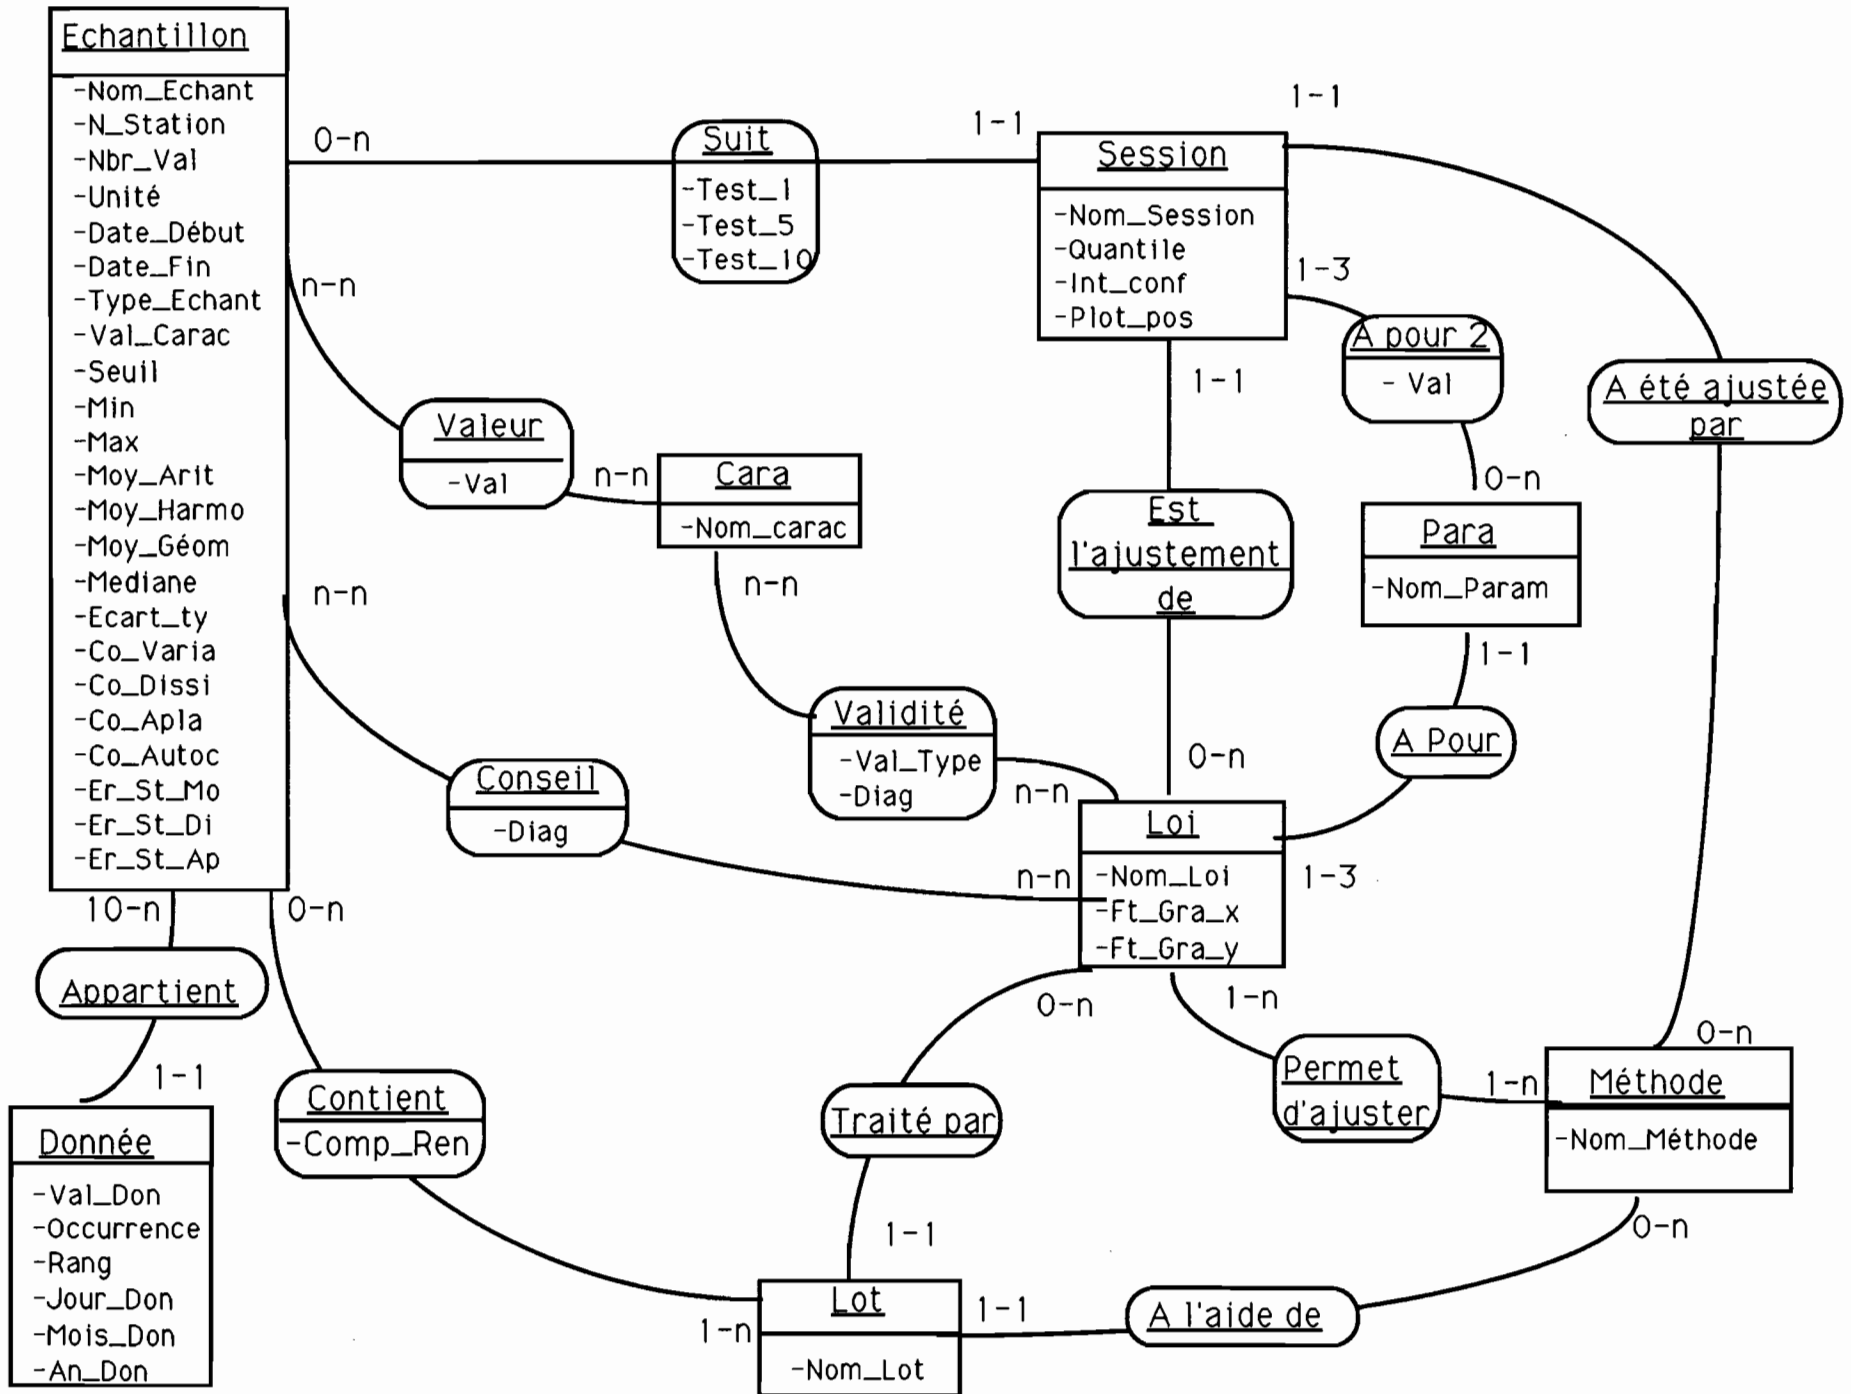 Echantillon
-Nom_Echant
-N_Station
-Nbr_Val
-Unité
-Date_Début
-Date_Fin
-Type_Echant
-Val_Carac
-Seuil
-Min
-Max
-Moy_Arit
-Moy_Harmo
-Moy_Géom
-Mediane
-Ecart_ty
-Co_Varia
-Co_Dissi
-Co_Apla
-Co_Autoc
-Er_St_Mo
-Er_St_Di
-Er_St_Ap
0-n
Suit
-Test_1
-Test_5
-Test_10
1-1
Session
-Nom_Session
-Quantile
-Int_conf
-Plot_pos
1-1
1-3
A pour 2
- Val
0-n
A été ajustée
par
n-n
Valeur
-Val
n-n
Cara
-Nom_carac
n-n
1-1
Est
l'ajustement
de
0-n
Para
-Nom_Param
1-1
A Pour
1-3
n-n
Conseil
-Diag
n-n
Validité
-Val_Type
-Diag
n-n
Loi
-Nom_Loi
-Ft_Gra_x
-Ft_Gra_y
10-n
Appartient
1-1
Donnée
-Val_Don
-Occurrence
-Rang
-Jour_Don
-Mois_Don
-An_Don
0-n
Contient
-Comp_Ren
1-n
0-n
Traité par
1-1
1-n
Permet
d'ajuster
1-n
0-n
Méthode
-Nom_Méthode
0-n
Lot
-Nom_Lot
1-1
A l'aide de